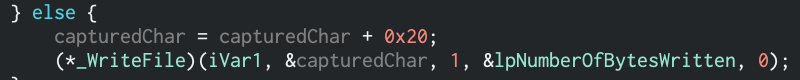 } else {
capturedChar = capturedChar + 0x20;
(*_WriteFile)(iVar1, &capturedChar, 1, &lpNumberOfBytesWritten, 0);